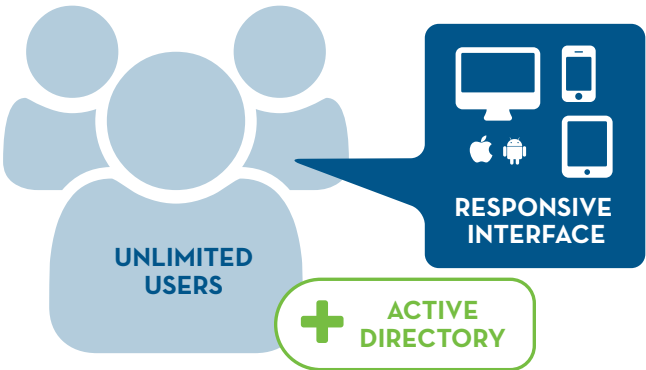 RESPONSIVE
INTERFACE
UNLIMITED
USERS
ACTIVE
DIRECTORY